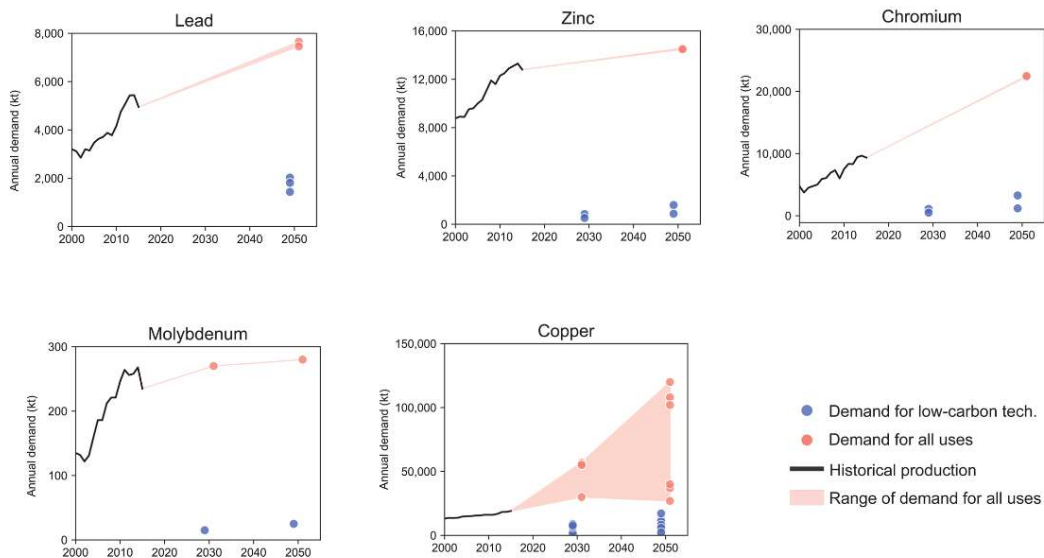 Lead
Annual demand (kt)
8,000
6,000
4,000
2,000
0
2000 2010 2020 2030 2040 2050
Zinc
Annual demand (kt)
16,000
12,000
8,000
4,000
0
2000 2010 2020 2030 2040 2050
Chromium
Annual demand (kt)
30,000
20,000
10,000
0
2000 2010 2020 2030 2040 2050
Molybdenum
Annual demand (kt)
300
200
100
0
2000 2010 2020 2030 2040 2050
Copper
Annual demand (kt)
150,000
100,000
50,000
0
2000 2010 2020 2030 2040 2050
Demand for low-carbon tech.
Demand for all uses
Historical production
Range of demand for all uses